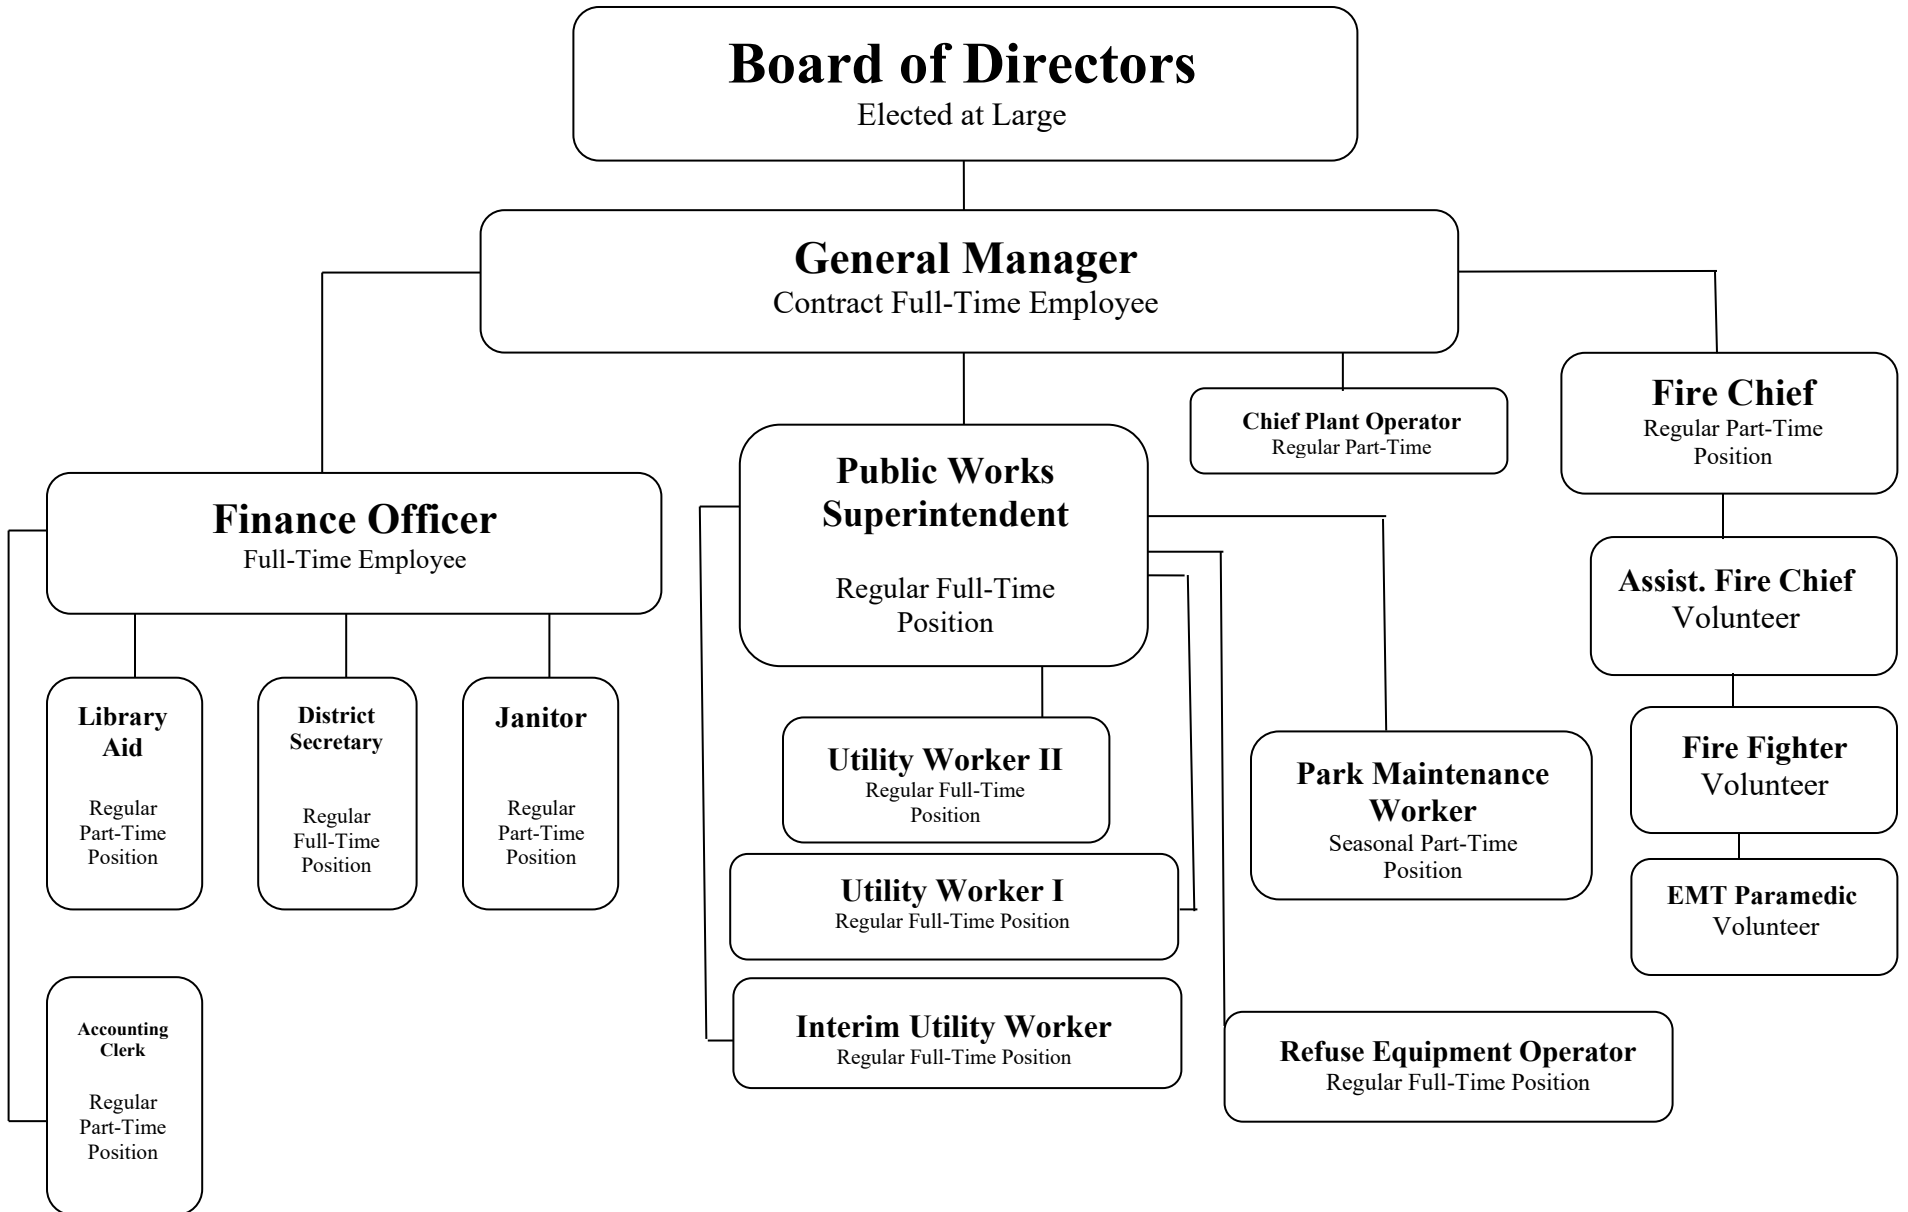 Board of Directors
Elected at Large
General Manager
Contract Full-Time Employee
Chief Plant Operator
Regular Part-Time
Fire Chief
Regular Part-Time
Position
Public Works
Superintendent
Regular Full-Time
Position
Finance Officer
Full-Time Employee
Assist. Fire Chief
Volunteer
Library
Aid
Regular
Part-Time
Position
District
Secretary
Regular
Full-Time
Position
Janitor
Regular
Part-Time
Position
Utility Worker II
Regular Full-Time
Position
Park Maintenance
Worker
Seasonal Part-Time
Position
Fire Fighter
Volunteer
Utility Worker I
Regular Full-Time Position
EMT Paramedic
Volunteer
Accounting
Clerk
Regular
Part-Time
Position
Interim Utility Worker
Regular Full-Time Position
Refuse Equipment Operator
Regular Full-Time Position